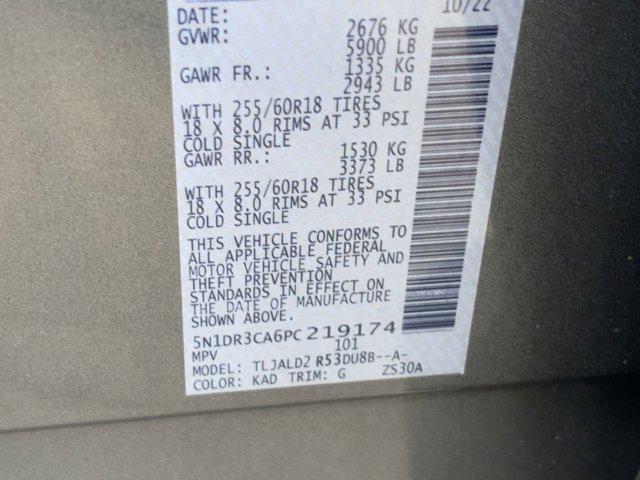 DATE: 10/22
GVWR: 2676 KG
5900 LB
GAWR FR.: 1335 KG
2943 LB
WITH 255/60R18 TIRES
18 X 8.0 RIMS AT 33 PSI
COLD SINGLE
GAWR RR.: 1530 KG
3373 LB
WITH 255/60R18 TIRES
18 X 8.0 RIMS AT 33 PSI
COLD SINGLE
THIS VEHICLE CONFORMS TO
ALL APPLICABLE FEDERAL
MOTOR VEHICLE SAFETY AND
THEFT PREVENTION
STANDARDS IN EFFECT ON
THE DATE OF MANUFACTURE
SHOWN ABOVE.
5N1DR3CA6PC219174
MPV 101
MODEL: TLJALD2 R53DU8B--A-
COLOR: KAD TRIM: G ZS30A